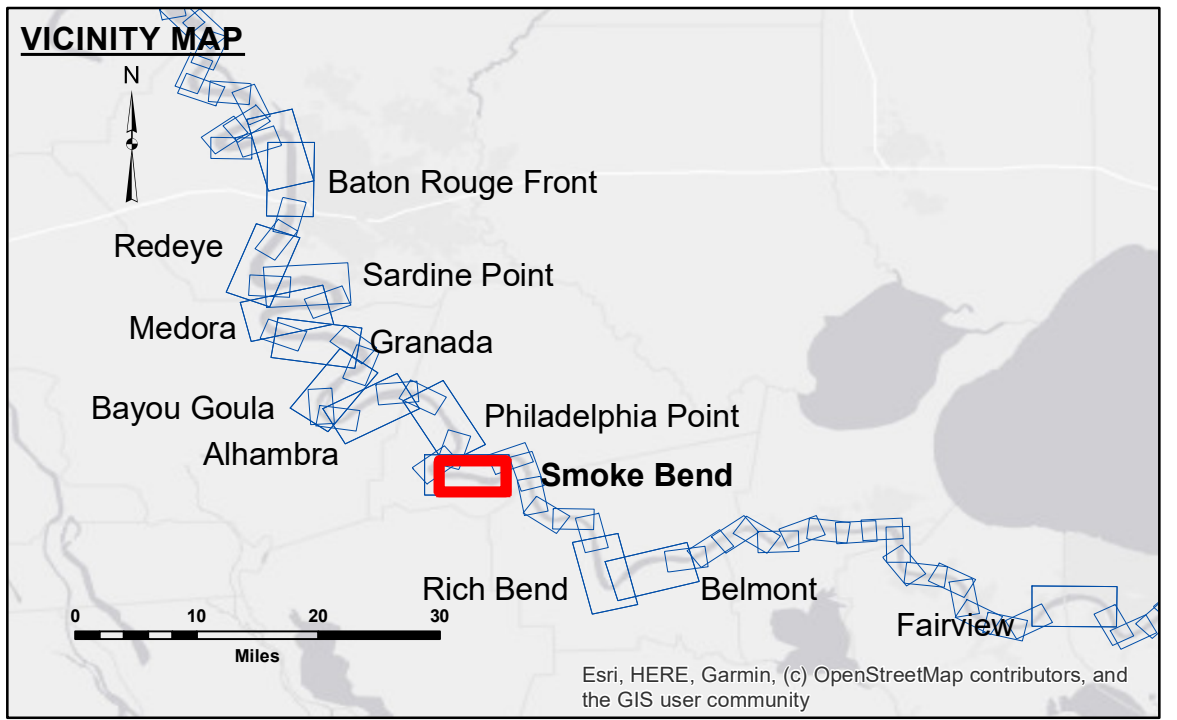 VICINITY MAP
N
Baton Rouge Front
Redeye
Sardine Point
Medora
Granada
Bayou Goula
Philadelphia Point
Alhambra
Smoke Bend
Rich Bend
Belmont
Fairview
0 10 20 30
Miles
Esri, HERE, Garmin, (c) OpenStreetMap contributors, and
the GIS user community